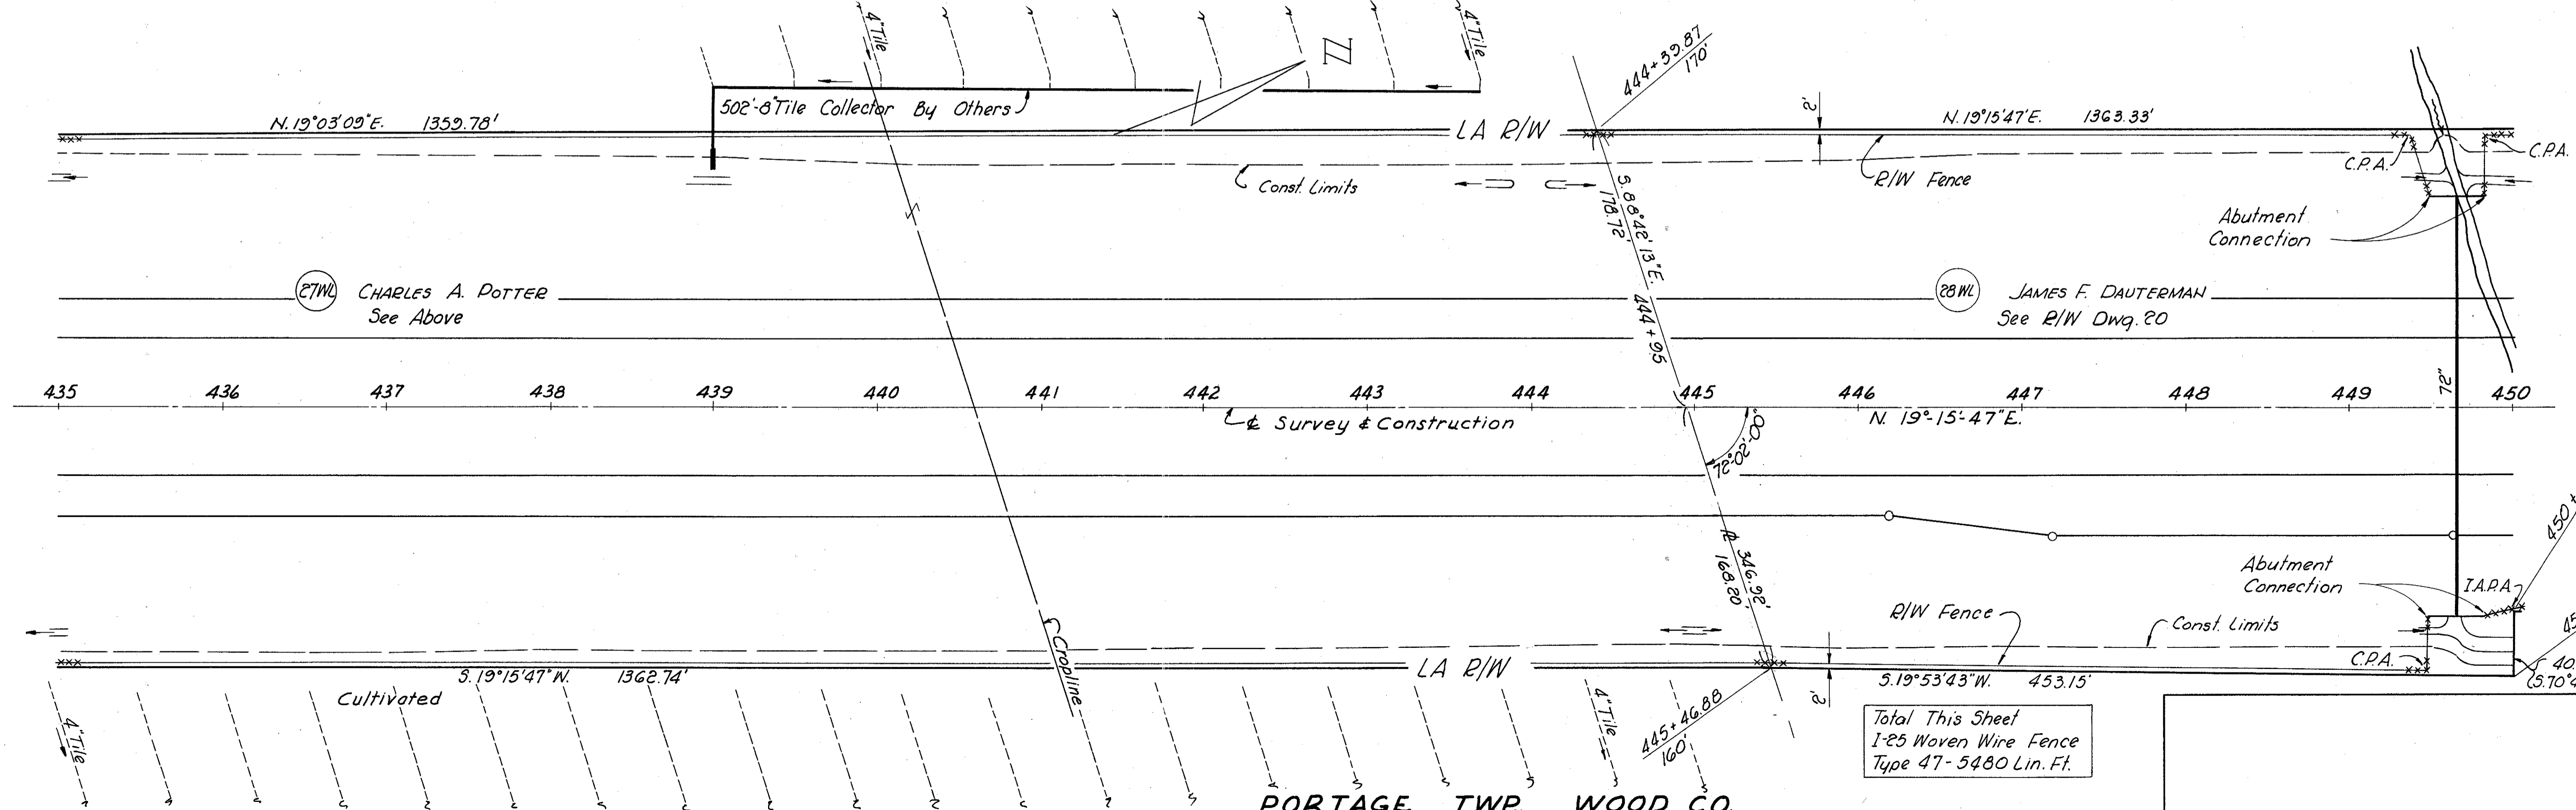 4" Tile
4" Tile
444+39.87
170'
502'-8" Tile Collector By Others
N. 19°03'09"E. 1359.78'
LA R/W
2'
N. 19°15'47"E. 1363.33'
C.P.A.
C.P.A.
Const. Limits
R/W Fence
S. 88°42'13"E.
178.72'
Abutment
Connection
27WL CHARLES A. POTTER
See Above
28WL JAMES F. DAUTERMAN
See R/W Dwg. 20
444+95
72"
435 436 437 438 439 440 441 442 443 444 445 446 447 448 449 450
℄ Survey & Construction
N. 19°-15'-47"E.
72°-02'-00"
450+
346.92'
168.20'
Abutment
Connection
I.A.P.A.
R/W Fence
Const. Limits
Cropline
C.P.A.
S. 19°15'47"W. 1362.74'
LA R/W
S. 19°53'43"W. 453.15'
2'
Cultivated
4" Tile
4" Tile
445+46.88
160'
Total This Sheet
I-25 Woven Wire Fence
Type 47-5480 Lin. Ft.
PORTAGE TWP. WOOD CO.